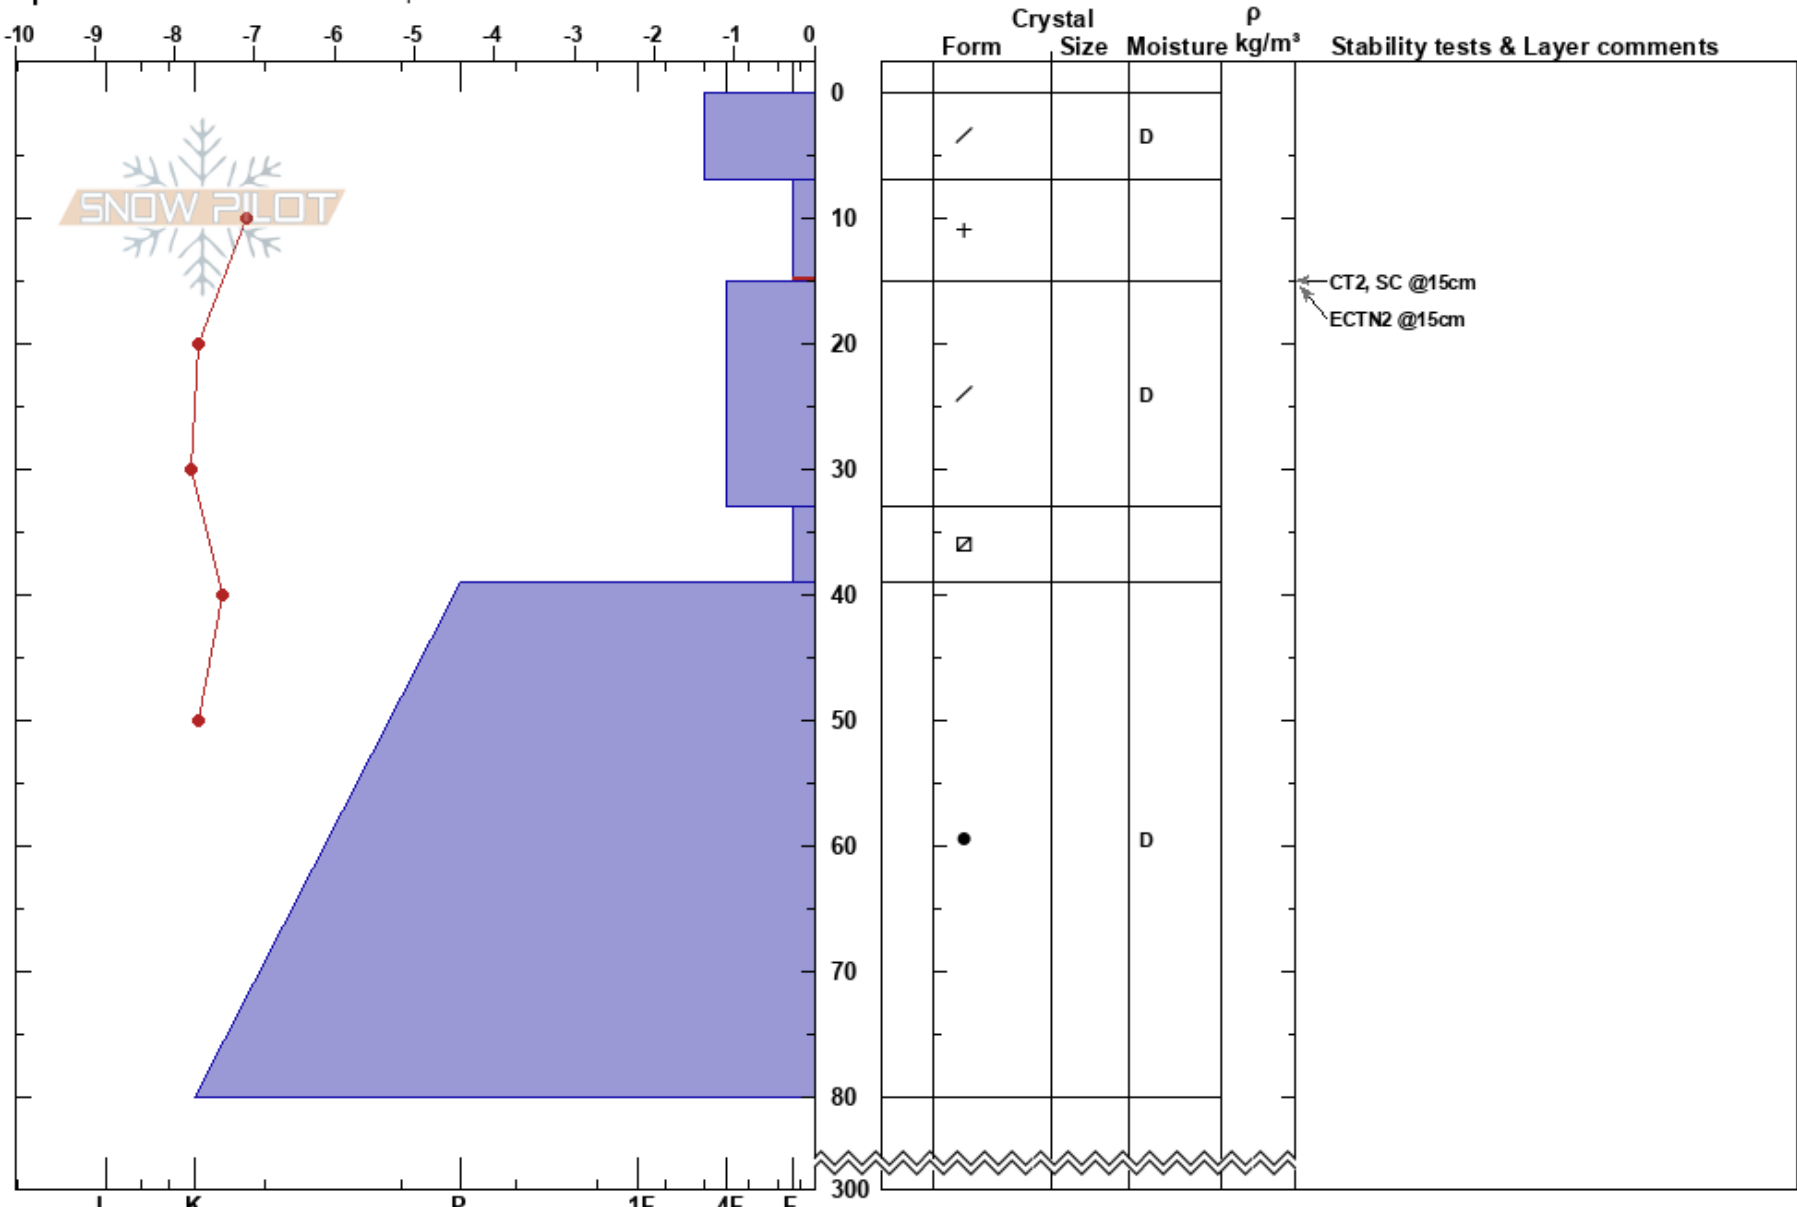 Crystal ρ
-10 -9 -8 -7 -6 -5 -4 -3 -2 -1 0 Form Size Moisture kg/m³ Stability tests & Layer comments
0
D
SNOW PILOT
10
+
CT2, SC @15cm
ECTN2 @15cm
20
D
30
40
50
60
D
70
80
300
I K P 1F 4F F